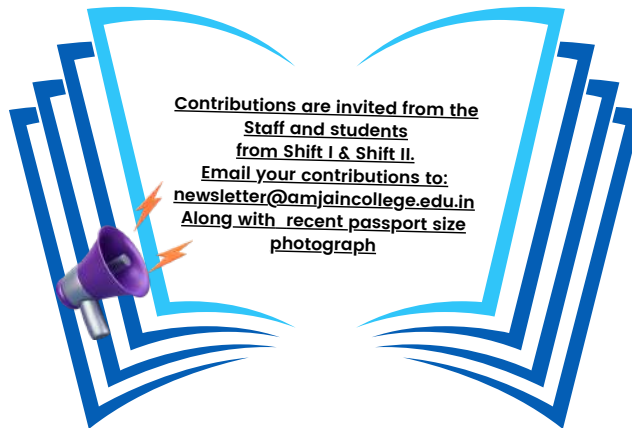 Contributions are invited from the
Staff and students
from Shift I & Shift II.
Email your contributions to:
newsletter@amjaincollege.edu.in
Along with  recent passport size
photograph